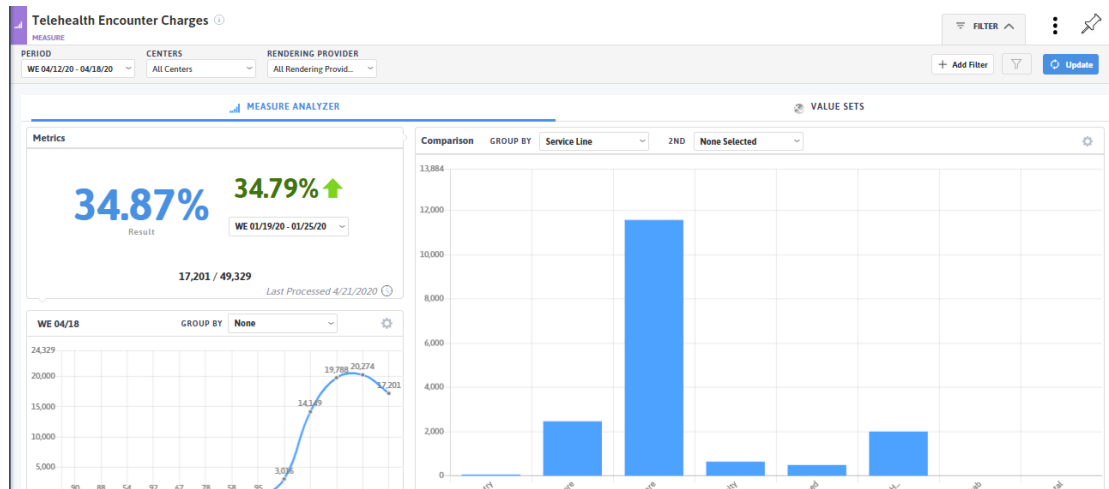 Telehealth Encounter Charges
MEASURE
FILTER
PERIOD
CENTERS
RENDERING PROVIDER
WE 04/12/20 - 04/18/20
All Centers
All Rendering Provid...
+ Add Filter
Update
MEASURE ANALYZER
VALUE SETS
Metrics
34.87%
Result
34.79%
WE 01/19/20 - 01/25/20
17,201 / 49,329
Last Processed 4/21/2020
WE 04/18
GROUP BY
None
24,329
20,000
15,000
10,000
5,000
90
88
54
92
67
78
58
95
3,016
14,149
19,788
20,274
17,201
Comparison
GROUP BY
Service Line
2ND
None Selected
13,884
12,000
10,000
8,000
6,000
4,000
2,000
0